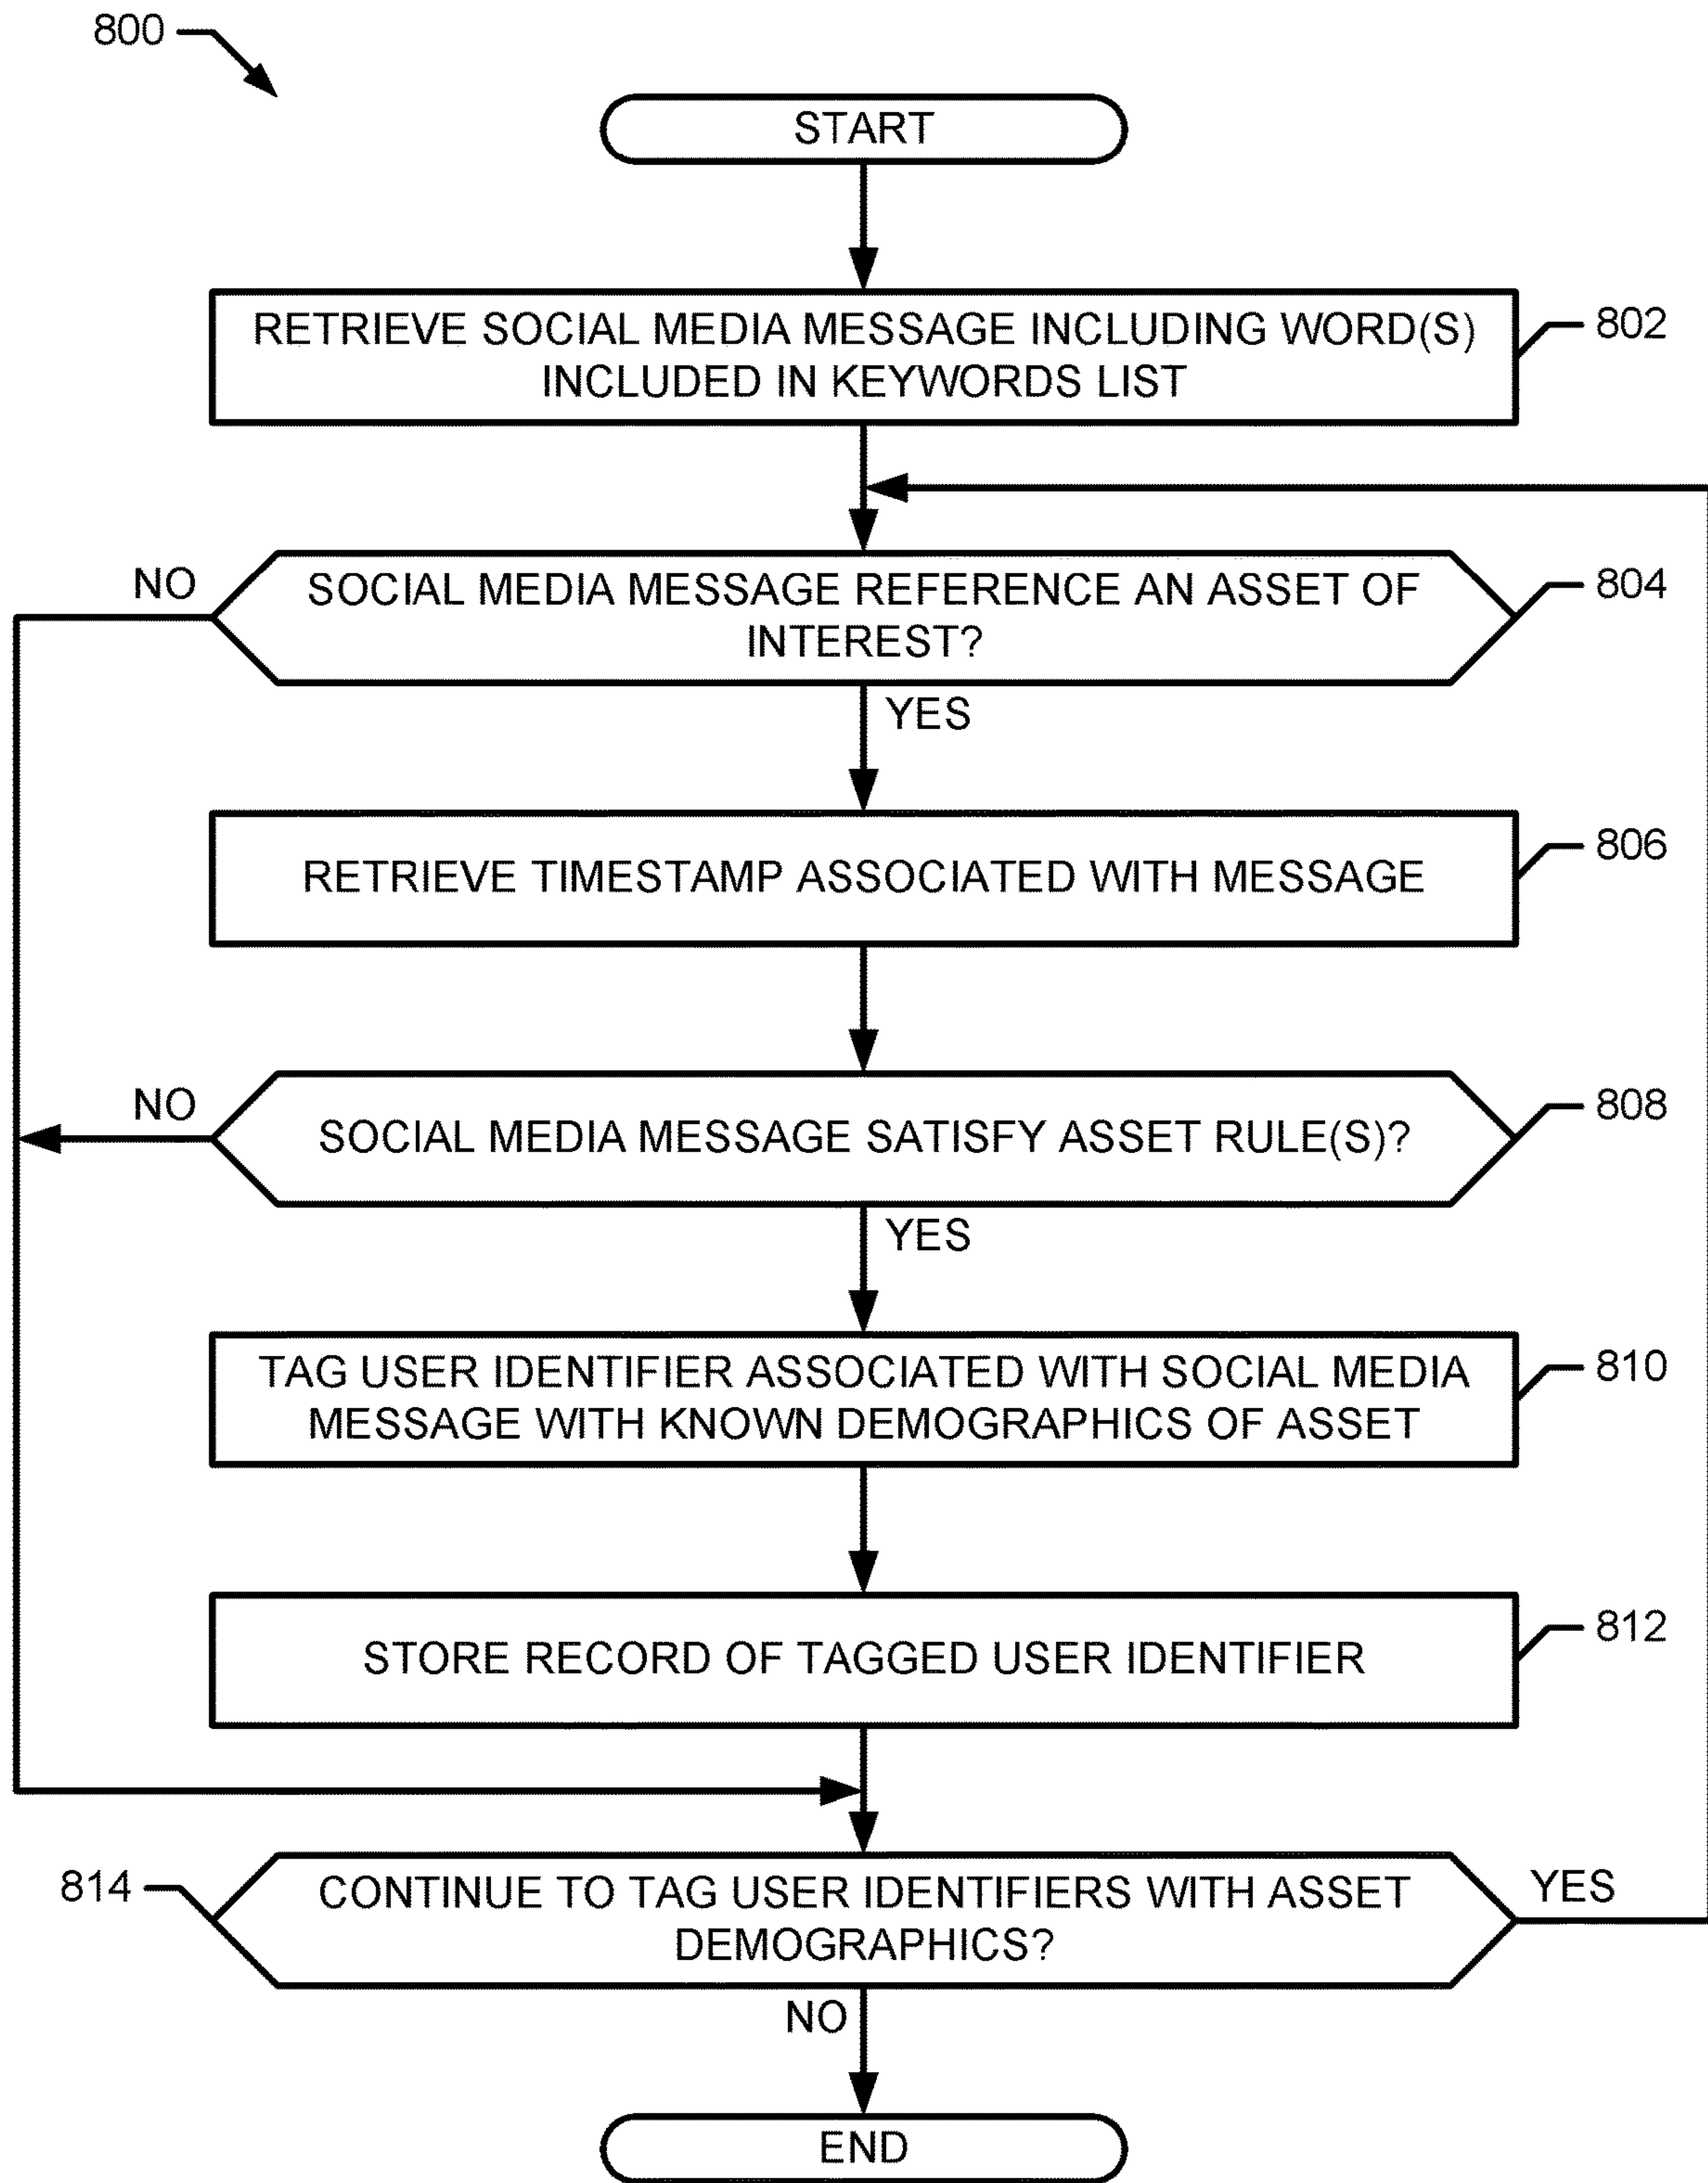 800
START
RETRIEVE SOCIAL MEDIA MESSAGE INCLUDING WORD(S)
INCLUDED IN KEYWORDS LIST
802
NO
SOCIAL MEDIA MESSAGE REFERENCE AN ASSET OF
INTEREST?
804
YES
RETRIEVE TIMESTAMP ASSOCIATED WITH MESSAGE
806
NO
SOCIAL MEDIA MESSAGE SATISFY ASSET RULE(S)?
808
YES
TAG USER IDENTIFIER ASSOCIATED WITH SOCIAL MEDIA
MESSAGE WITH KNOWN DEMOGRAPHICS OF ASSET
810
STORE RECORD OF TAGGED USER IDENTIFIER
812
814
CONTINUE TO TAG USER IDENTIFIERS WITH ASSET
DEMOGRAPHICS?
YES
NO
END